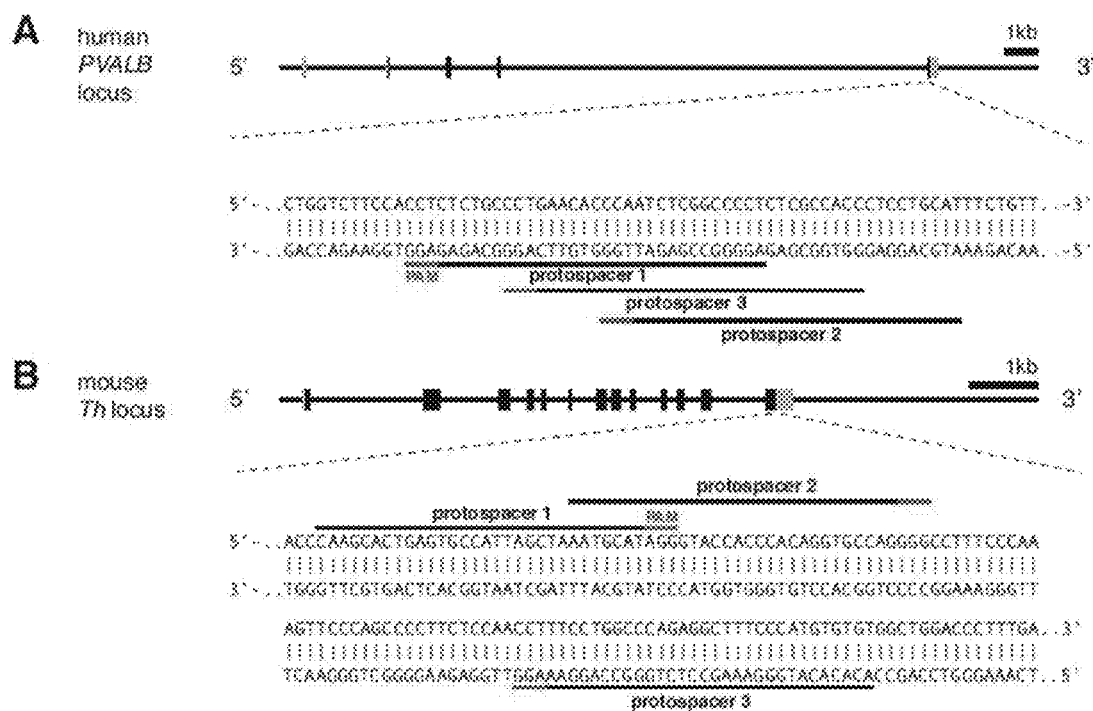 A
human
PVALB
locus:
5'
3'
1kb
5'-..CTGGTCTTCCACCTCTCTGCCCTGAACACCCAATCTCGGCCCCTCTCGCCACCCTCCTGCATTTCTGTT..-3'
3'-..GACCAGAAGGTGGAGAGACGGGACTTGTGGGTTAGAGCCGGGGAGAGCGGTGGGAGGACGTAAAGACAA..-5'
PAM
protospacer 1
protospacer 3
protospacer 2
B
mouse
Th locus
5'
3'
1kb
protospacer 2
protospacer 1
PAM
5'-..ACCCAAGCACTGAGTGCCATTAGCTAAATGCATAGGGTACCACCCACAGGTGCCAGGGGCCTTTCCCAA
3'-..TGGGTTCGTGACTCACGGTAATCGATTTACGTATCCCATGGTGGGTGTCCACGGTCCCCGGAAAGGGTT
AGTTCCCAGCCCCTTCTCCAACCTTTCCTGGCCCAGAGGCTTTCCCATGTGTGTGGCTGGACCCTTTGA..3'
TCAAGGGTCGGGGAAGAGGTTGGAAAGGACCGGGTCTCCGAAAGGGTACACACACCGACCTGGGAAACT..5'
protospacer 3